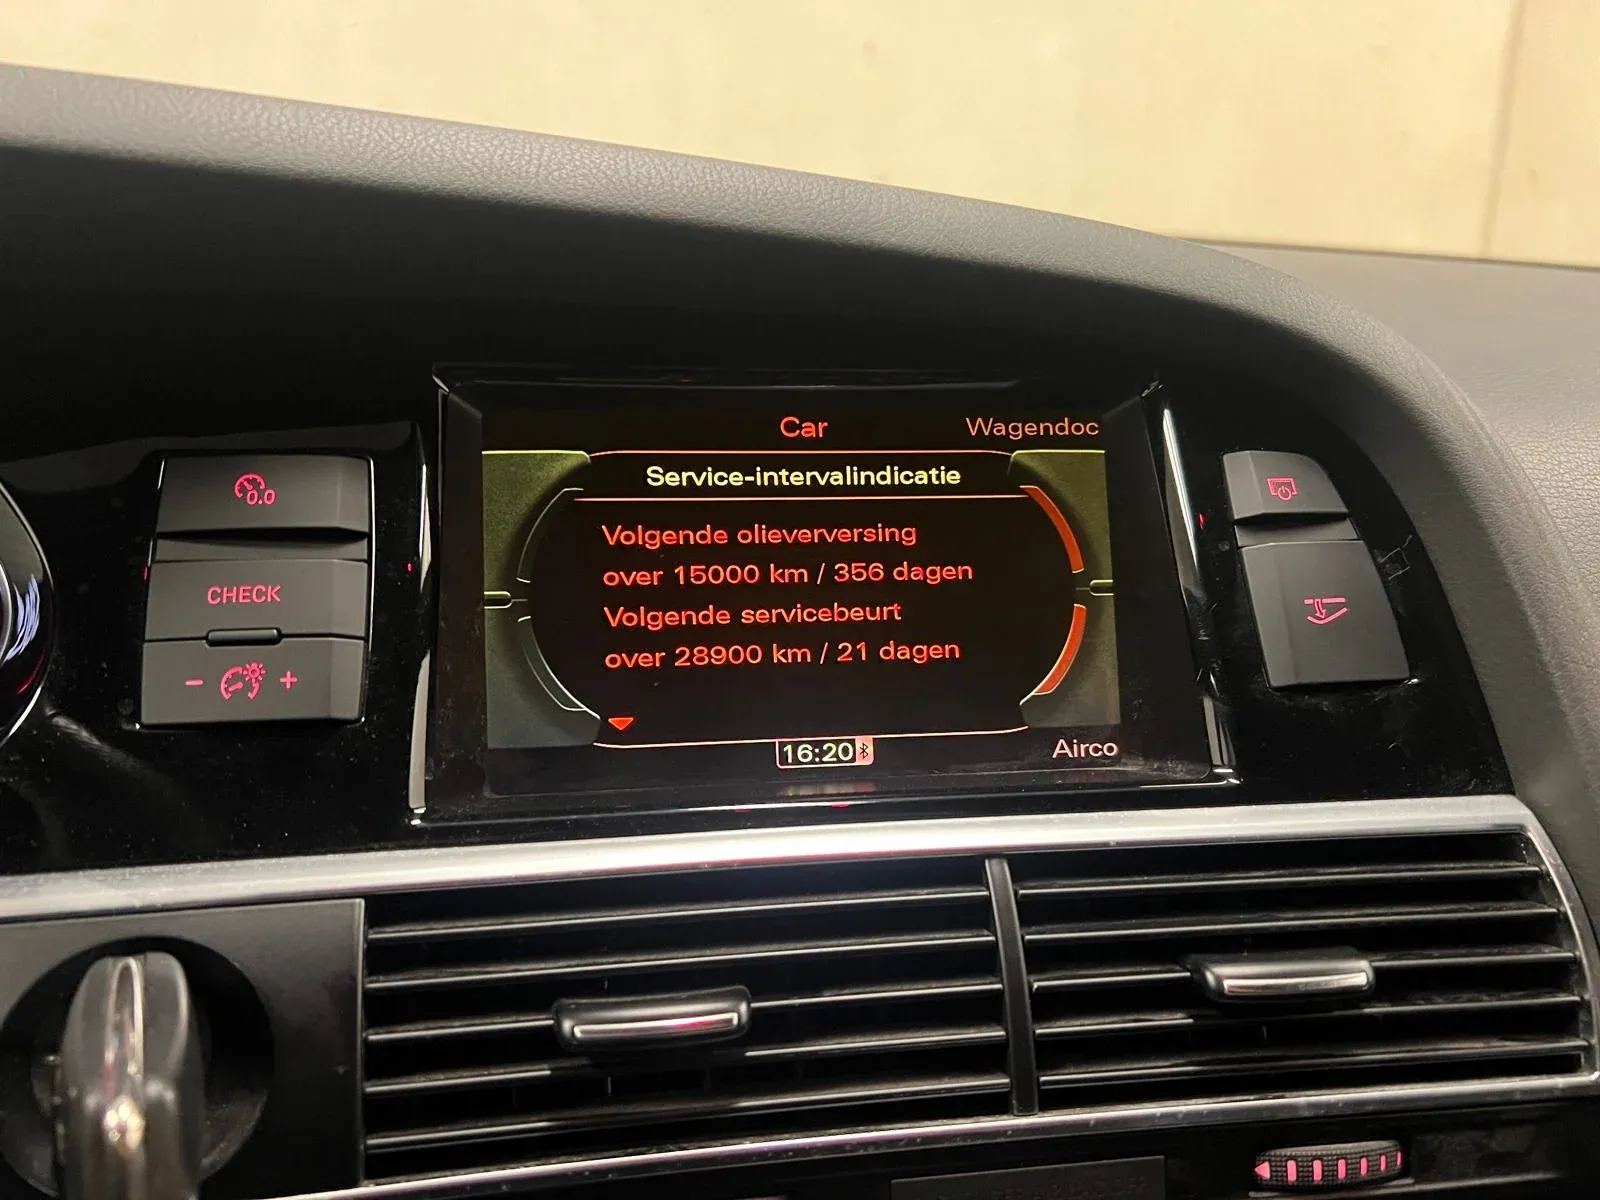 Car
Wagendoc
Service-intervalindicatie
0.0
Volgende olieverversing
over 15000 km / 356 dagen
CHECK
Volgende servicebeurt
over 28900 km / 21 dagen
- +
16:20
Airco